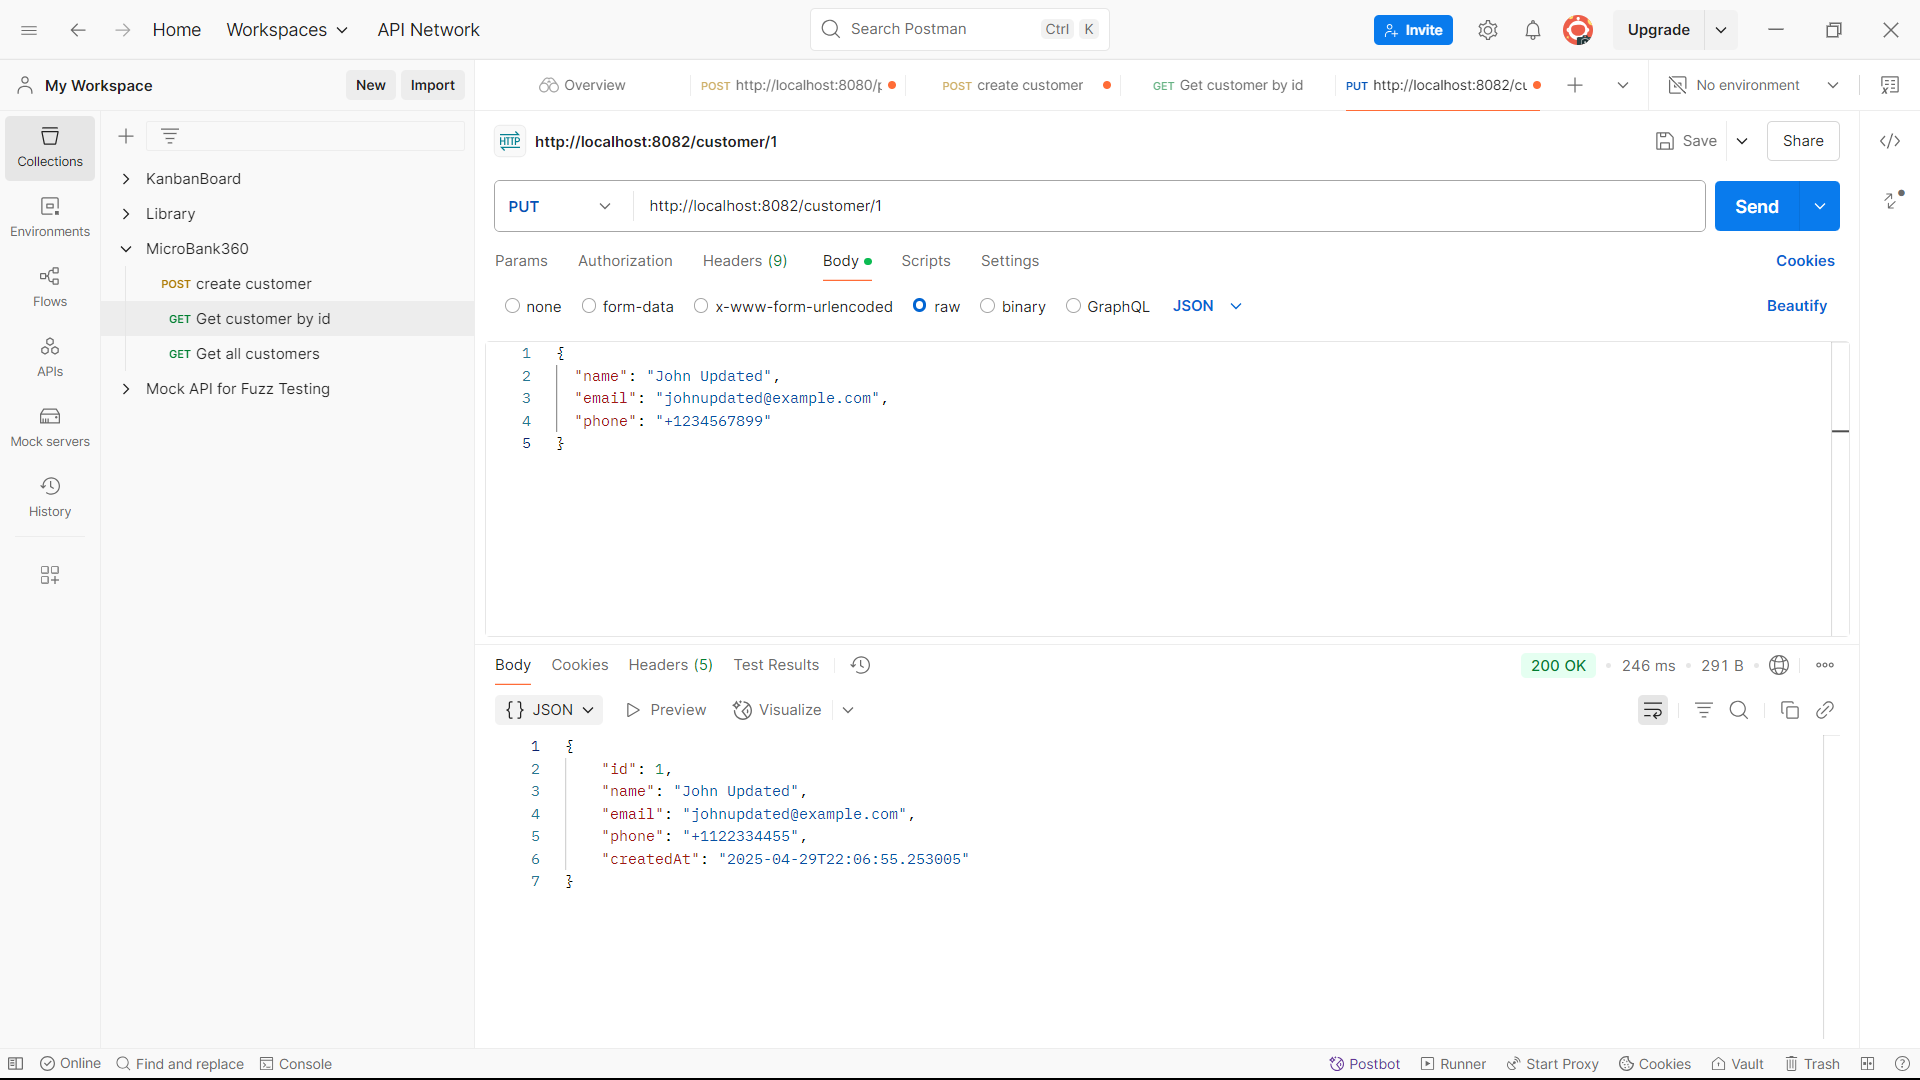 Home
Workspaces
API Network
Search Postman
Ctrl K
Invite
Upgrade
My Workspace
New
Import
Overview
POST http://localhost:8080/p
POST create customer
GET Get customer by id
PUT http://localhost:8082/cu
No environment
Collections
Environments
Flows
APIs
Mock servers
History
KanbanBoard
Library
MicroBank360
POST create customer
GET Get customer by id
GET Get all customers
Mock API for Fuzz Testing
HTTP http://localhost:8082/customer/1
Save
Share
PUT
http://localhost:8082/customer/1
Send
Params
Authorization
Headers (9)
Body
Scripts
Settings
Cookies
none
form-data
x-www-form-urlencoded
raw
binary
GraphQL
JSON
Beautify
1 {
2 "name": "John Updated",
3 "email": "johnupdated@example.com",
4 "phone": "+1234567899"
5 }
Body
Cookies
Headers (5)
Test Results
200 OK
246 ms
291 B
{} JSON
Preview
Visualize
1 {
2 "id": 1,
3 "name": "John Updated",
4 "email": "johnupdated@example.com",
5 "phone": "+1122334455",
6 "createdAt": "2025-04-29T22:06:55.253005"
7 }
Online
Find and replace
Console
Postbot
Runner
Start Proxy
Cookies
Vault
Trash